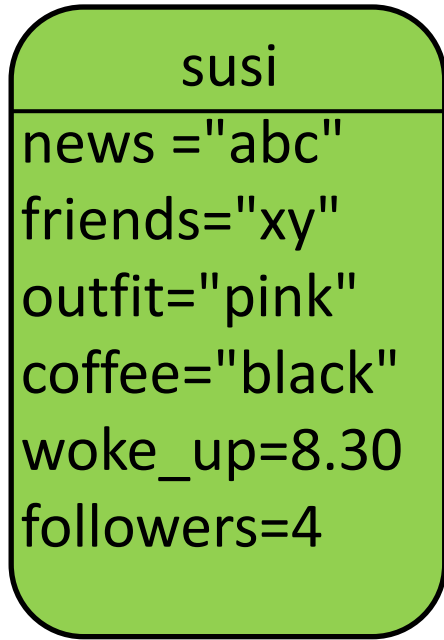 susi
news ="abc"
friends="xy"
outfit="pink"
coffee="black"
woke_up=8.30
followers=4